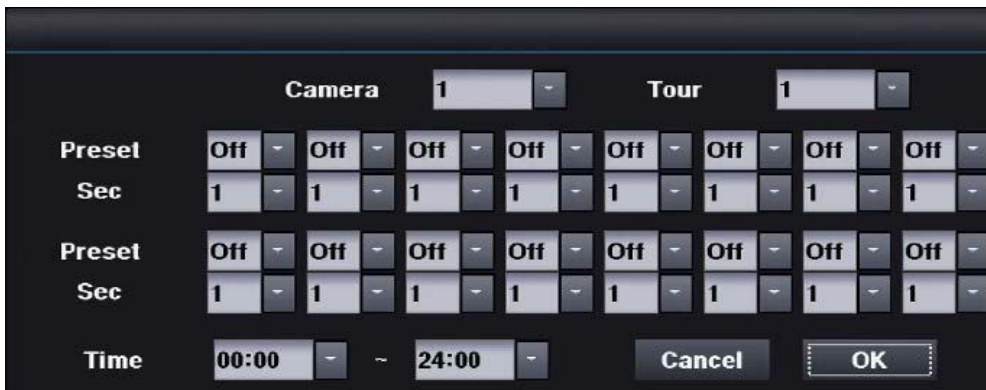 Camera 1 Tour 1
Preset Off Off Off Off Off Off Off Off
Sec 1 1 1 1 1 1 1 1
Preset Off Off Off Off Off Off Off Off
Sec 1 1 1 1 1 1 1 1
Time 00:00 ~ 24:00 Cancel OK